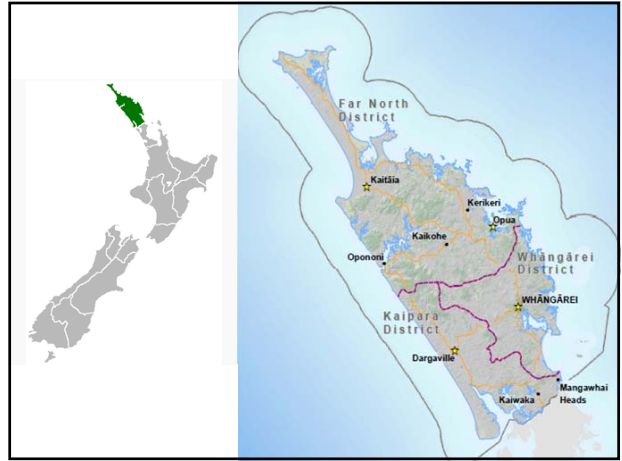 Far North
District
Kaitāia
Kerikeri
Opua
Kaikohe
Opononi
Whāngārei
District
WHĀNGĀREI
Kaipara
District
Dargaville
Mangawhai
Heads
Kaiwaka